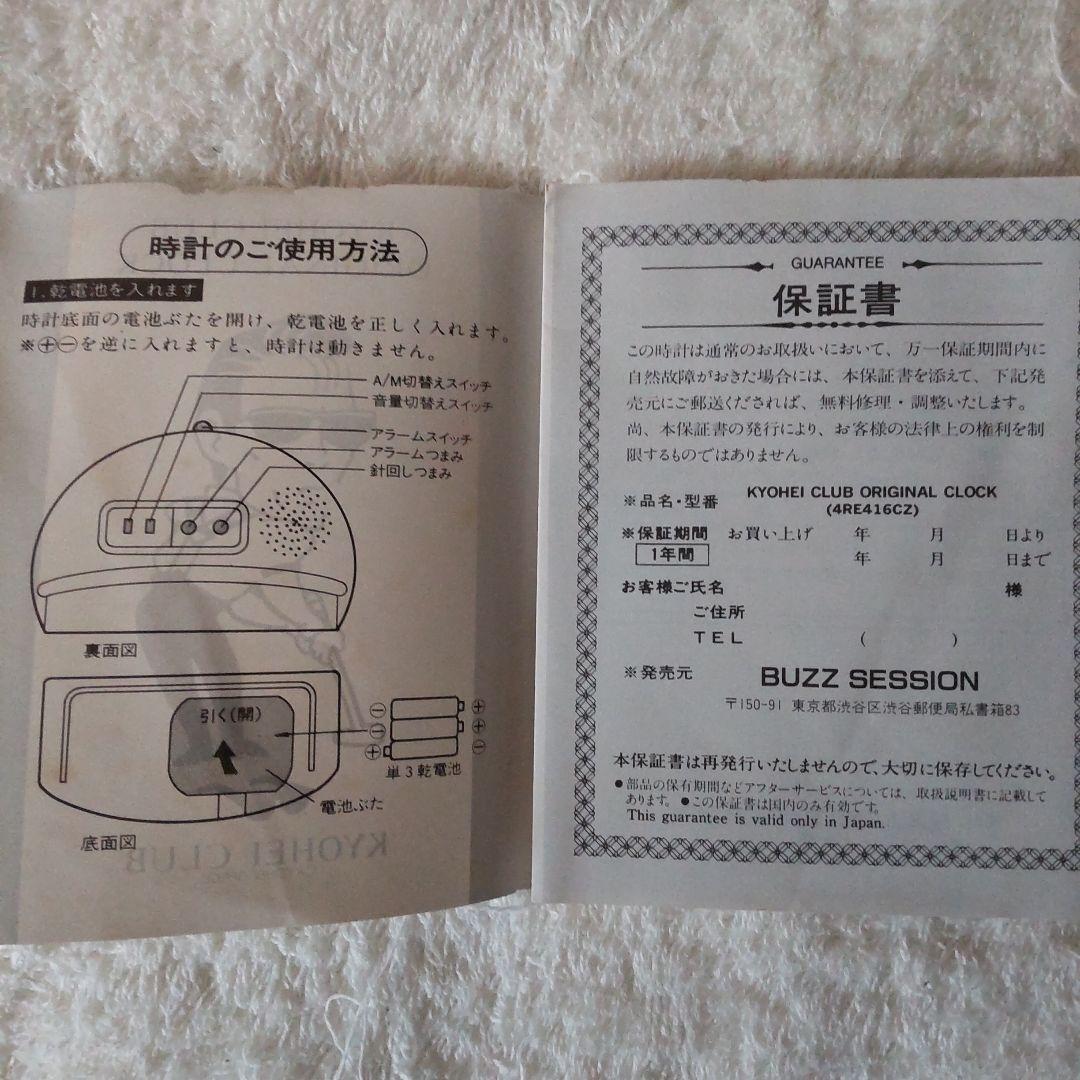 時計のご使用方法
1.乾電池を入れます
時計底面の電池ぶたを開け、乾電池を正しく入れます。
※⊕⊖を逆に入れますと、時計は動きません。
A/M切替えスイッチ
音量切替えスイッチ
アラームスイッチ
アラームつまみ
針回しつまみ
裏面図
引く(開)
⊖ ⊕
⊖ ⊕
⊕ ⊖
単3乾電池
電池ぶた
底面図
KYOHEI CLUB
GUARANTEE
保証書
この時計は通常のお取扱いにおいて、万一保証期間内に
自然故障がおきた場合には、本保証書を添えて、下記発
売元にご郵送くだされば、無料修理・調整いたします。
尚、本保証書の発行により、お客様の法律上の権利を制
限するものではありません。
※品名・型番 KYOHEI CLUB ORIGINAL CLOCK
(4RE416CZ)
※保証期間 お買い上げ 年 月 日より
1年間 年 月 日まで
お客様ご氏名 様
ご住所
TEL ( )
※発売元 BUZZ SESSION
〒150-91 東京都渋谷区渋谷郵便局私書箱83
本保証書は再発行いたしませんので、大切に保存してください。
●部品の保有期間などアフターサービスについては、取扱説明書に記載して
あります。●この保証書は国内のみ有効です。
This guarantee is valid only in Japan.